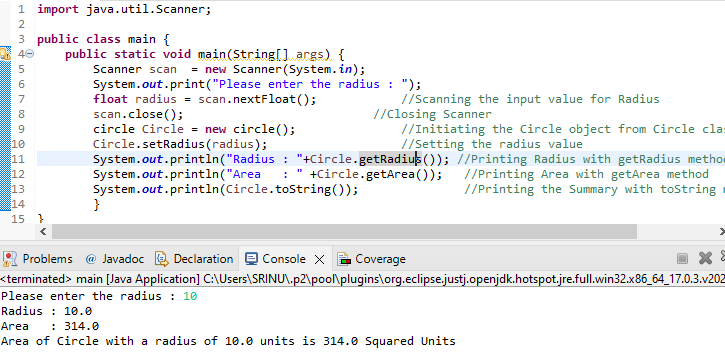 1 import java.util.Scanner;
2
3 public class main {
4 public static void main(String[] args) {
5 Scanner scan  = new Scanner(System.in);
6 System.out.print("Please enter the radius : ");
7 float radius = scan.nextFloat(); //Scanning the input value for Radius
8 scan.close(); //Closing Scanner
9 circle Circle = new circle(); //Initiating the Circle object from Circle clas
10 Circle.setRadius(radius); //Setting the radius value
11 System.out.println("Radius : "+Circle.getRadius()); //Printing Radius with getRadius method
12 System.out.println("Area   : " +Circle.getArea()); //Printing Area with getArea method
13 System.out.println(Circle.toString()); //Printing the Summary with toString
14 }
15 }
Problems @ Javadoc Declaration Console Coverage
<terminated> main [Java Application] C:\Users\SRINU\.p2\pool\plugins\org.eclipse.justj.openjdk.hotspot.jre.full.win32.x86_64_17.0.3.v202
Please enter the radius : 10
Radius : 10.0
Area   : 314.0
Area of Circle with a radius of 10.0 units is 314.0 Squared Units